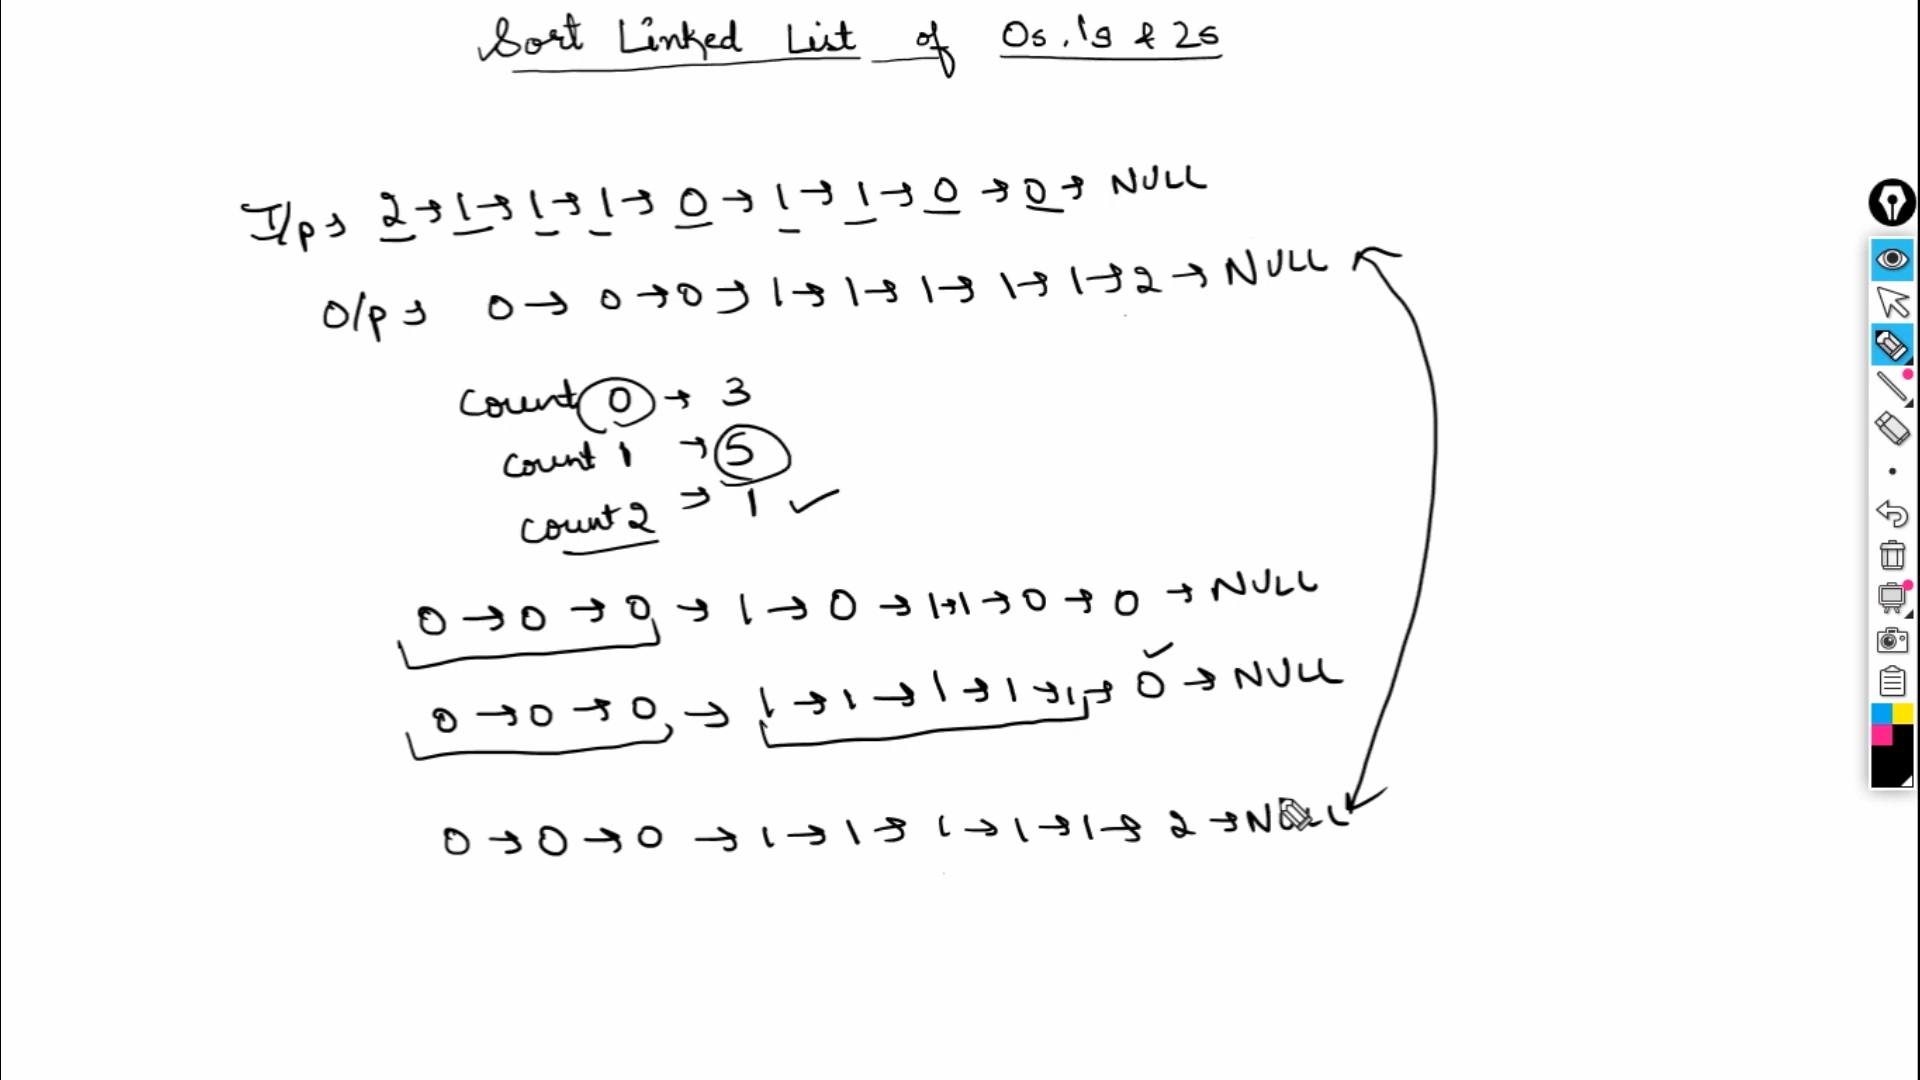 Sort Linked List of 0s, 1s & 2s
I/p → 2 → 1 → 1 → 1 → 0 → 1 → 1 → 0 → 0 → NULL
O/p → 0 → 0 → 0 → 1 → 1 → 1 → 1 → 1 → 2 → NULL
count 0 → 3
count 1 → 5
count 2 → 1 ✓
0 → 0 → 0 → 1 → 0 → 1 → 1 → 0 → 0 → NULL
0 → 0 → 0 → 1 → 1 → 1 → 1 → 1 → 0 → NULL
0 → 0 → 0 → 1 → 1 → 1 → 1 → 1 → 2 → NULL